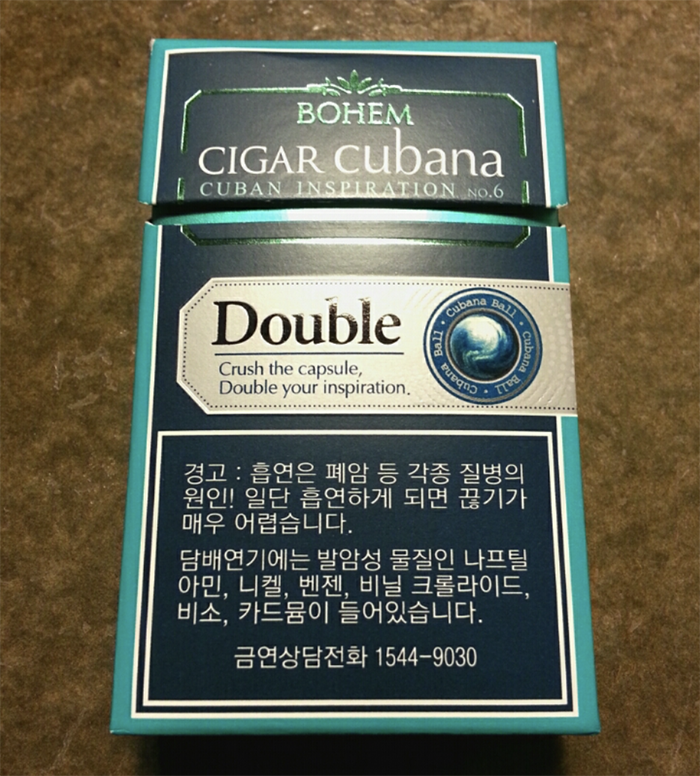 BOHEM
CIGAR cubana
CUBAN INSPIRATION NO.6
Double
Crush the capsule,
Double your inspiration.
Cubana Ball · Cubana Ball · Cubana Ball ·
경고 : 흡연은 폐암 등 각종 질병의
원인! 일단 흡연하게 되면 끊기가
매우 어렵습니다.
담배연기에는 발암성 물질인 나프틸
아민, 니켈, 벤젠, 비닐 크롤라이드,
비소, 카드뮴이 들어있습니다.
금연상담전화 1544-9030